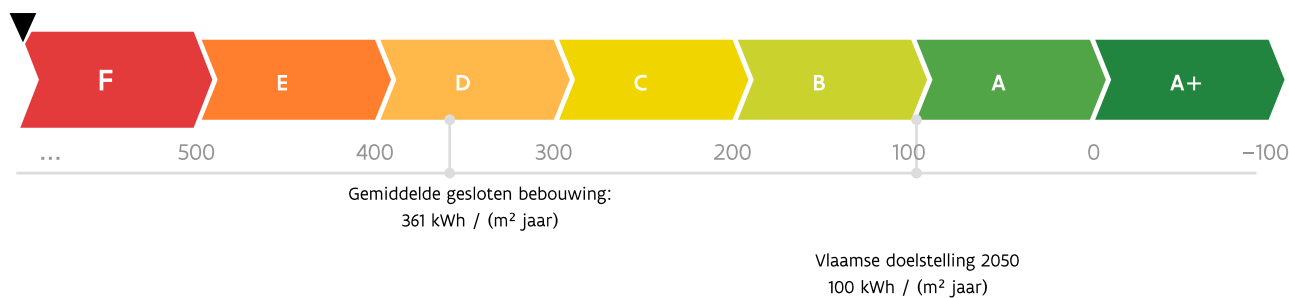 F E D C B A A+
... 500 400 300 200 100 0 −100
Gemiddelde gesloten bebouwing:
361 kWh / (m² jaar)
Vlaamse doelstelling 2050
100 kWh / (m² jaar)